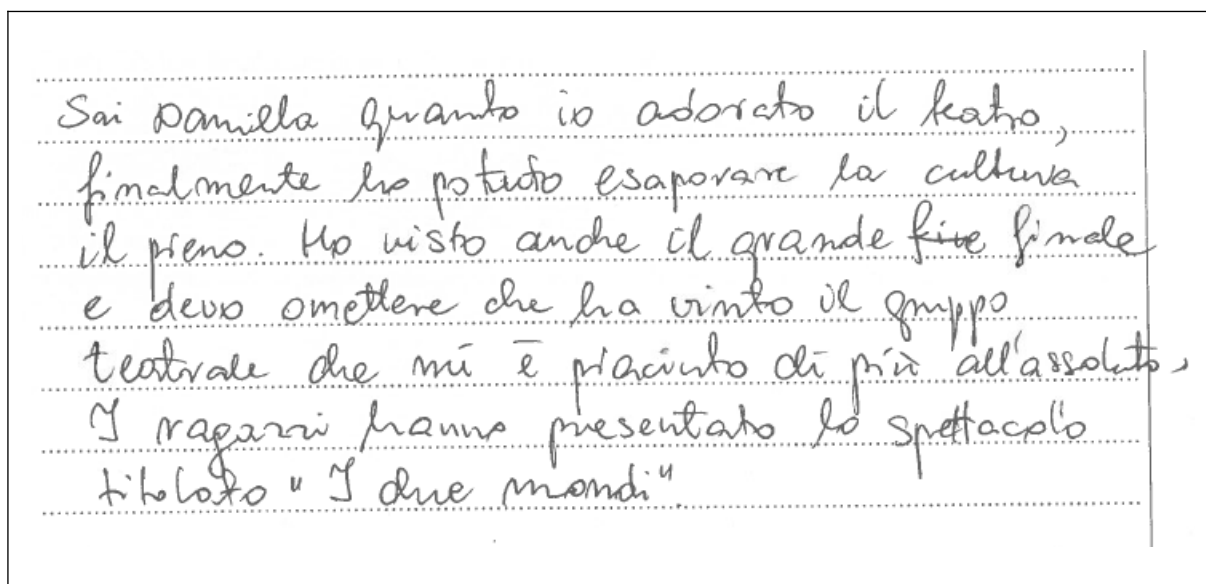 Sai Daniella quanto io adorato il teatro,
finalmente ho potuto esaporare la cultura
il pieno. Ho visto anche il grande fine finale
e devo omettere che ha vinto il gruppo
teatrale che mi è piaciuto di più all'assoluto,
I ragazzi hanno presentato lo spettacolo
titolato "I due mondi".